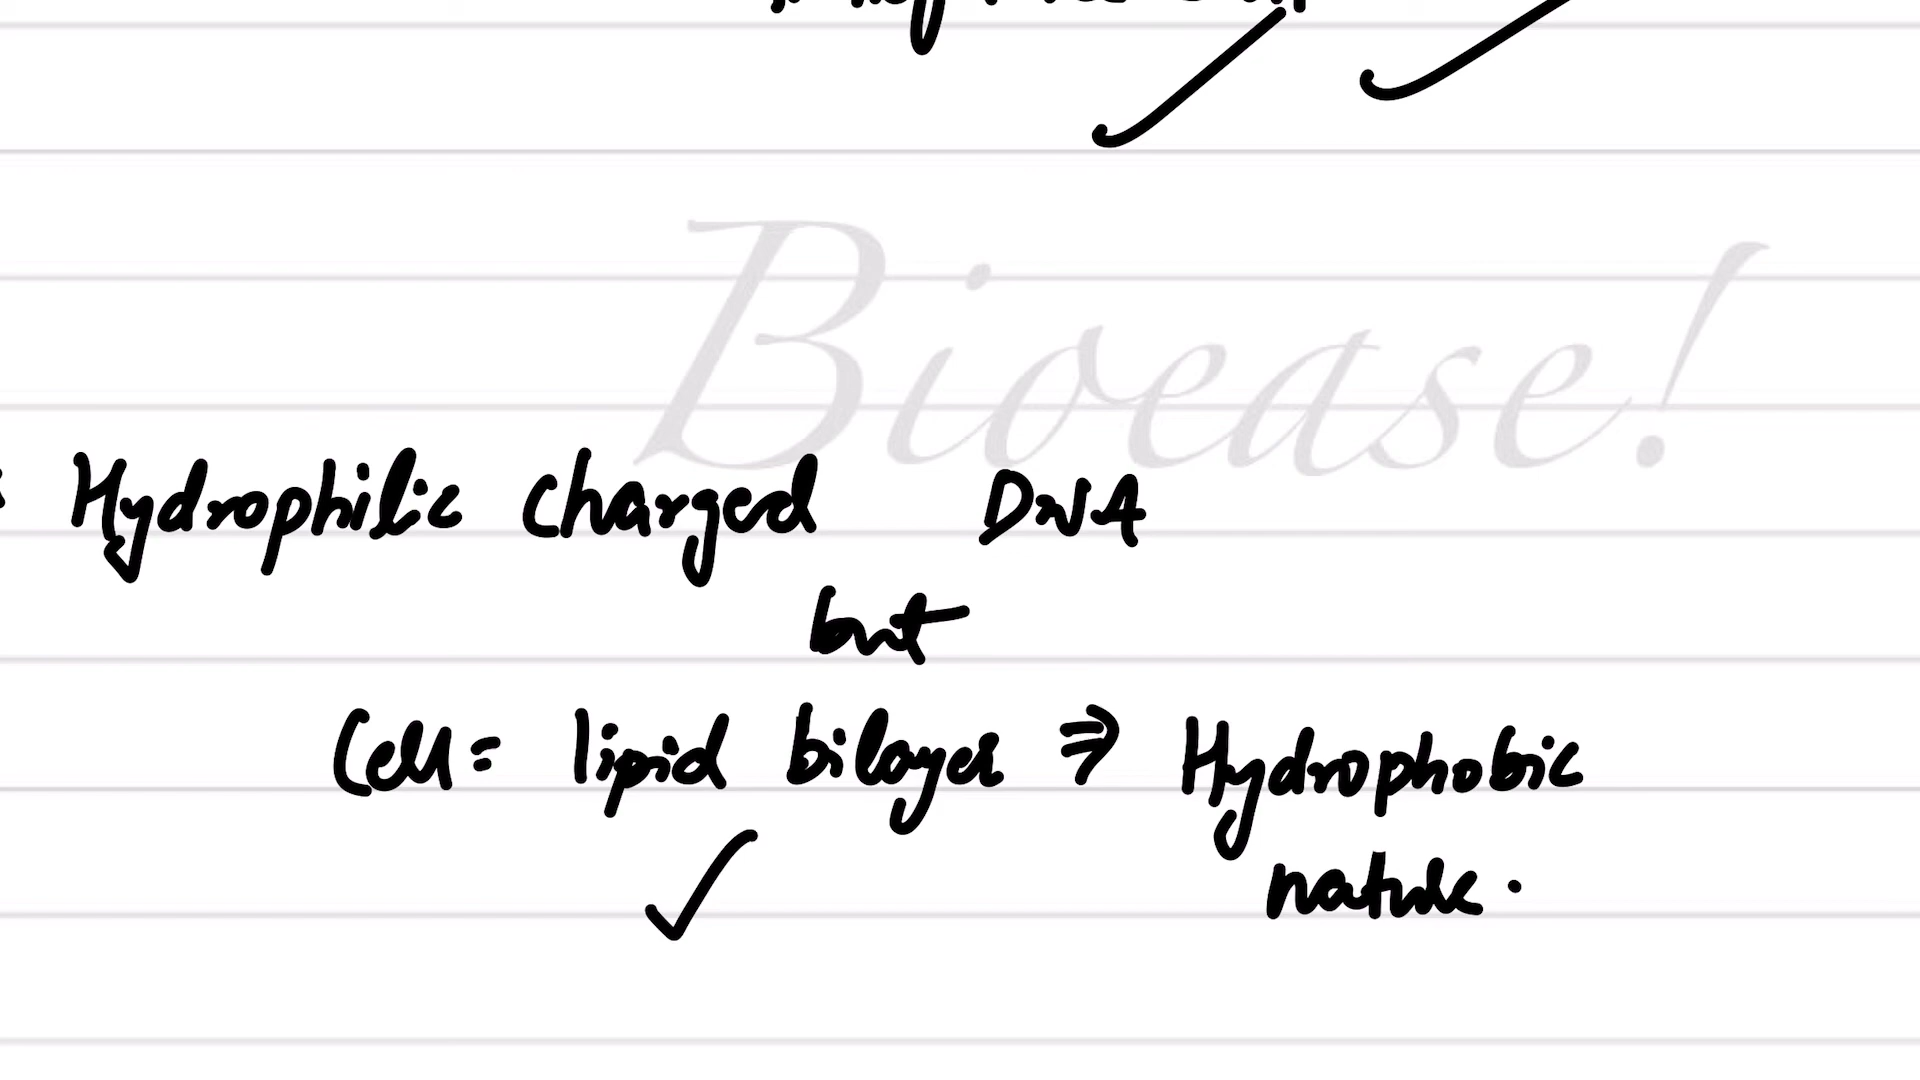 Bioease!
Hydrophilic charged DNA
but
Cell = lipid bilayer ⇒ Hydrophobic
nature.